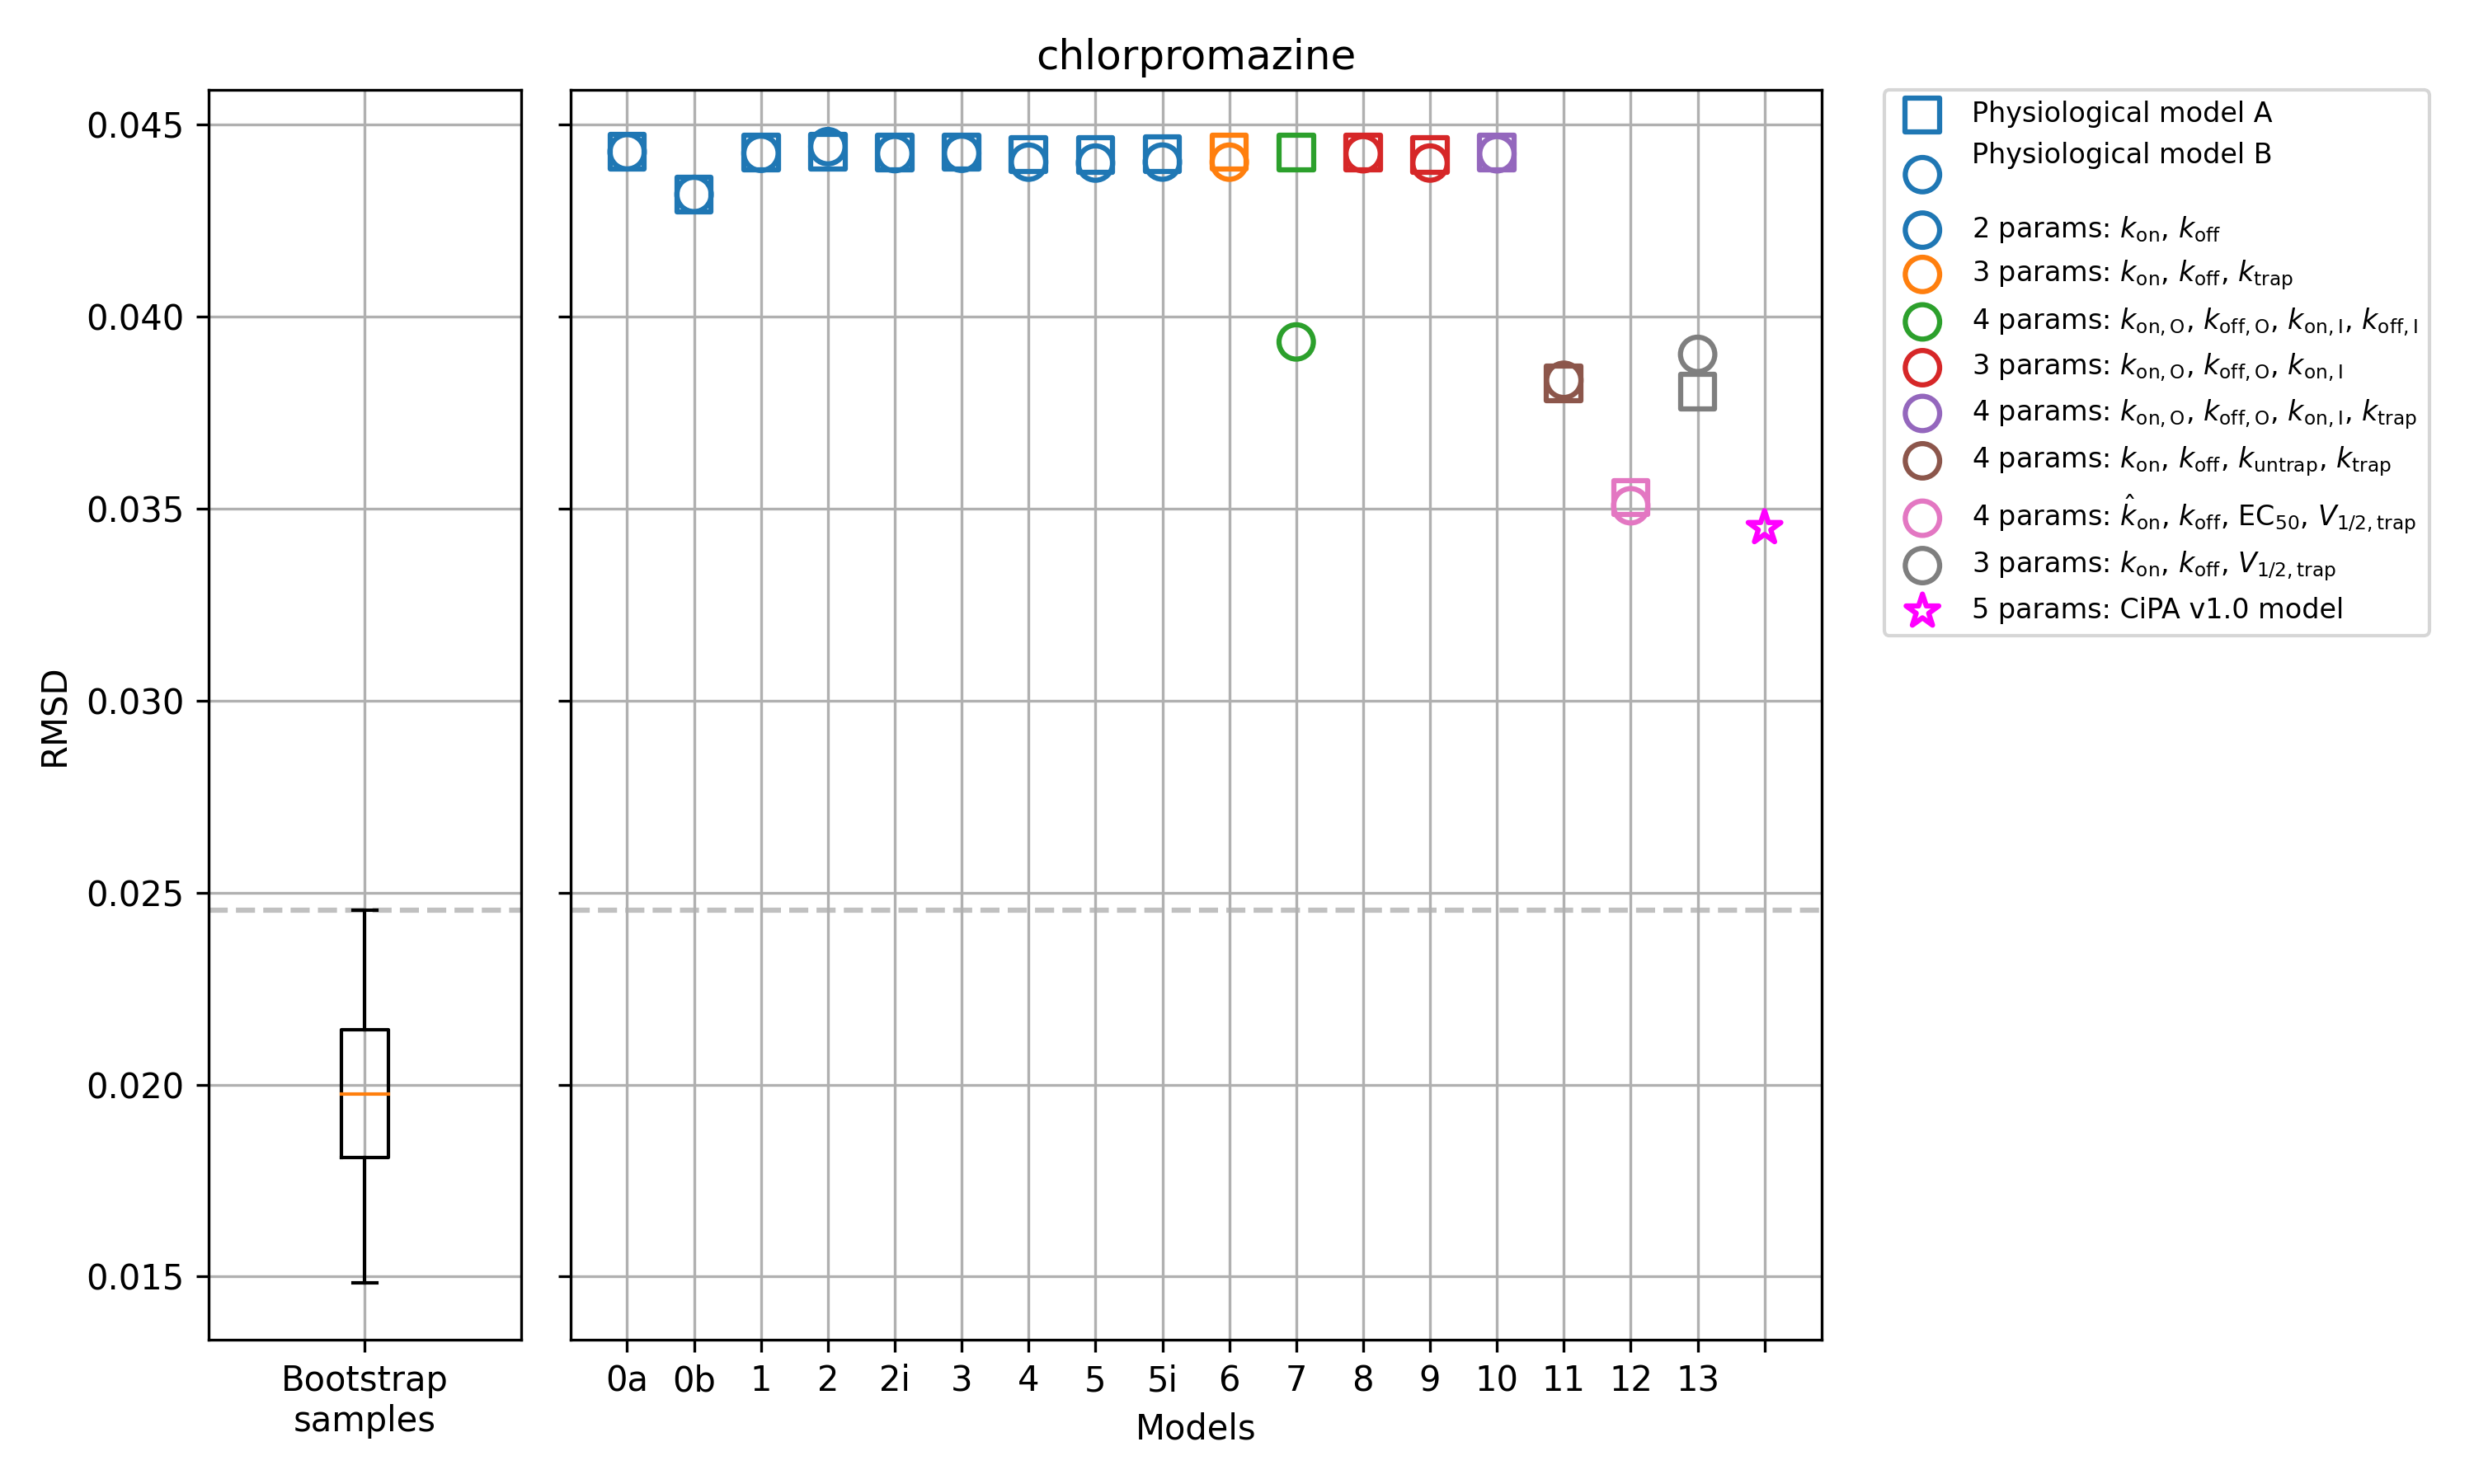 chlorpromazine
RMSD
0.045
0.040
0.035
0.030
0.025
0.020
0.015
Bootstrap
samples
0a 0b 1 2 2i 3 4 5 5i 6 7 8 9 10 11 12 13
Models
Physiological model A
Physiological model B
2 params: k_on, k_off
3 params: k_on, k_off, k_trap
4 params: k_on,O, k_off,O, k_on,I, k_off,I
3 params: k_on,O, k_off,O, k_on,I
4 params: k_on,O, k_off,O, k_on,I, k_trap
4 params: k_on, k_off, k_untrap, k_trap
4 params: k̂_on, k_off, EC_50, V_1/2,trap
3 params: k_on, k_off, V_1/2,trap
5 params: CiPA v1.0 model